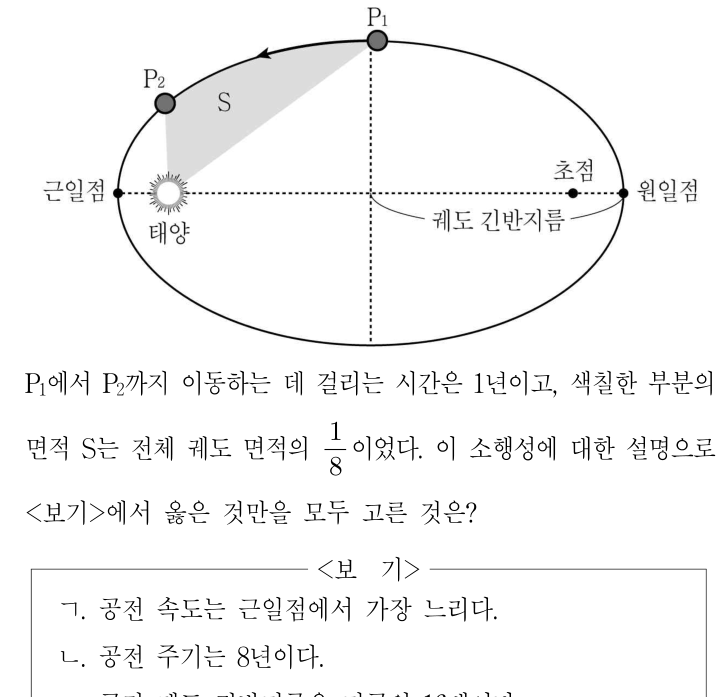 P₁
P₂
S
근일점
태양
초점
원일점
궤도 긴반지름
P₁에서 P₂까지 이동하는 데 걸리는 시간은 1년이고, 색칠한 부분의
면적 S는 전체 궤도 면적의 1/8이었다. 이 소행성에 대한 설명으로
<보기>에서 옳은 것만을 모두 고른 것은?
<보 기>
ㄱ. 공전 속도는 근일점에서 가장 느리다.
ㄴ. 공전 주기는 8년이다.